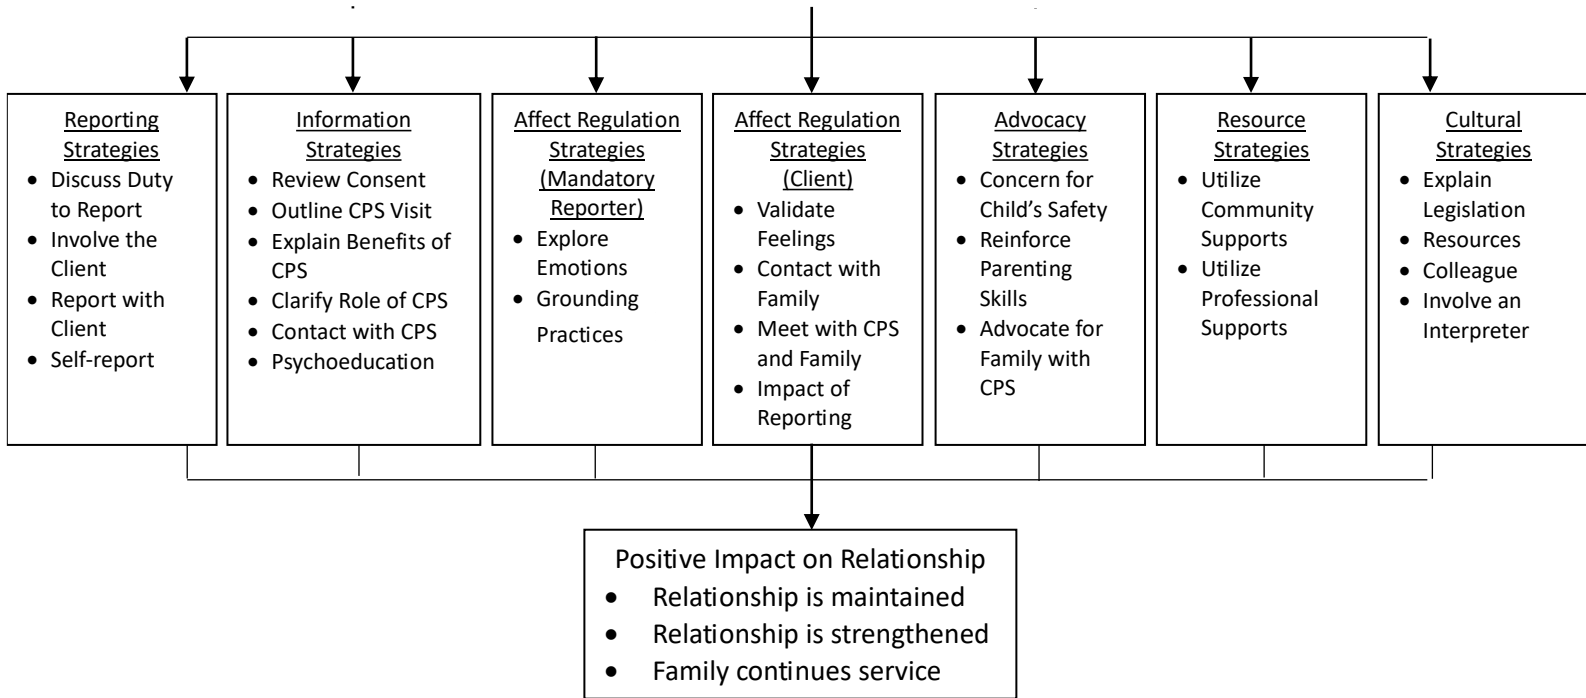 Reporting
Strategies
• Discuss Duty
to Report
• Involve the
Client
• Report with
Client
• Self-report
Information
Strategies
• Review Consent
• Outline CPS Visit
• Explain Benefits of
CPS
• Clarify Role of CPS
• Contact with CPS
• Psychoeducation
Affect Regulation
Strategies
(Mandatory
Reporter)
• Explore
Emotions
• Grounding
Practices
Affect Regulation
Strategies
(Client)
• Validate
Feelings
• Contact with
Family
• Meet with CPS
and Family
• Impact of
Reporting
Advocacy
Strategies
• Concern for
Child’s Safety
• Reinforce
Parenting
Skills
• Advocate for
Family with
CPS
Resource
Strategies
• Utilize
Community
Supports
• Utilize
Professional
Supports
Cultural
Strategies
• Explain
Legislation
• Resources
• Colleague
• Involve an
Interpreter
Positive Impact on Relationship
• Relationship is maintained
• Relationship is strengthened
• Family continues service